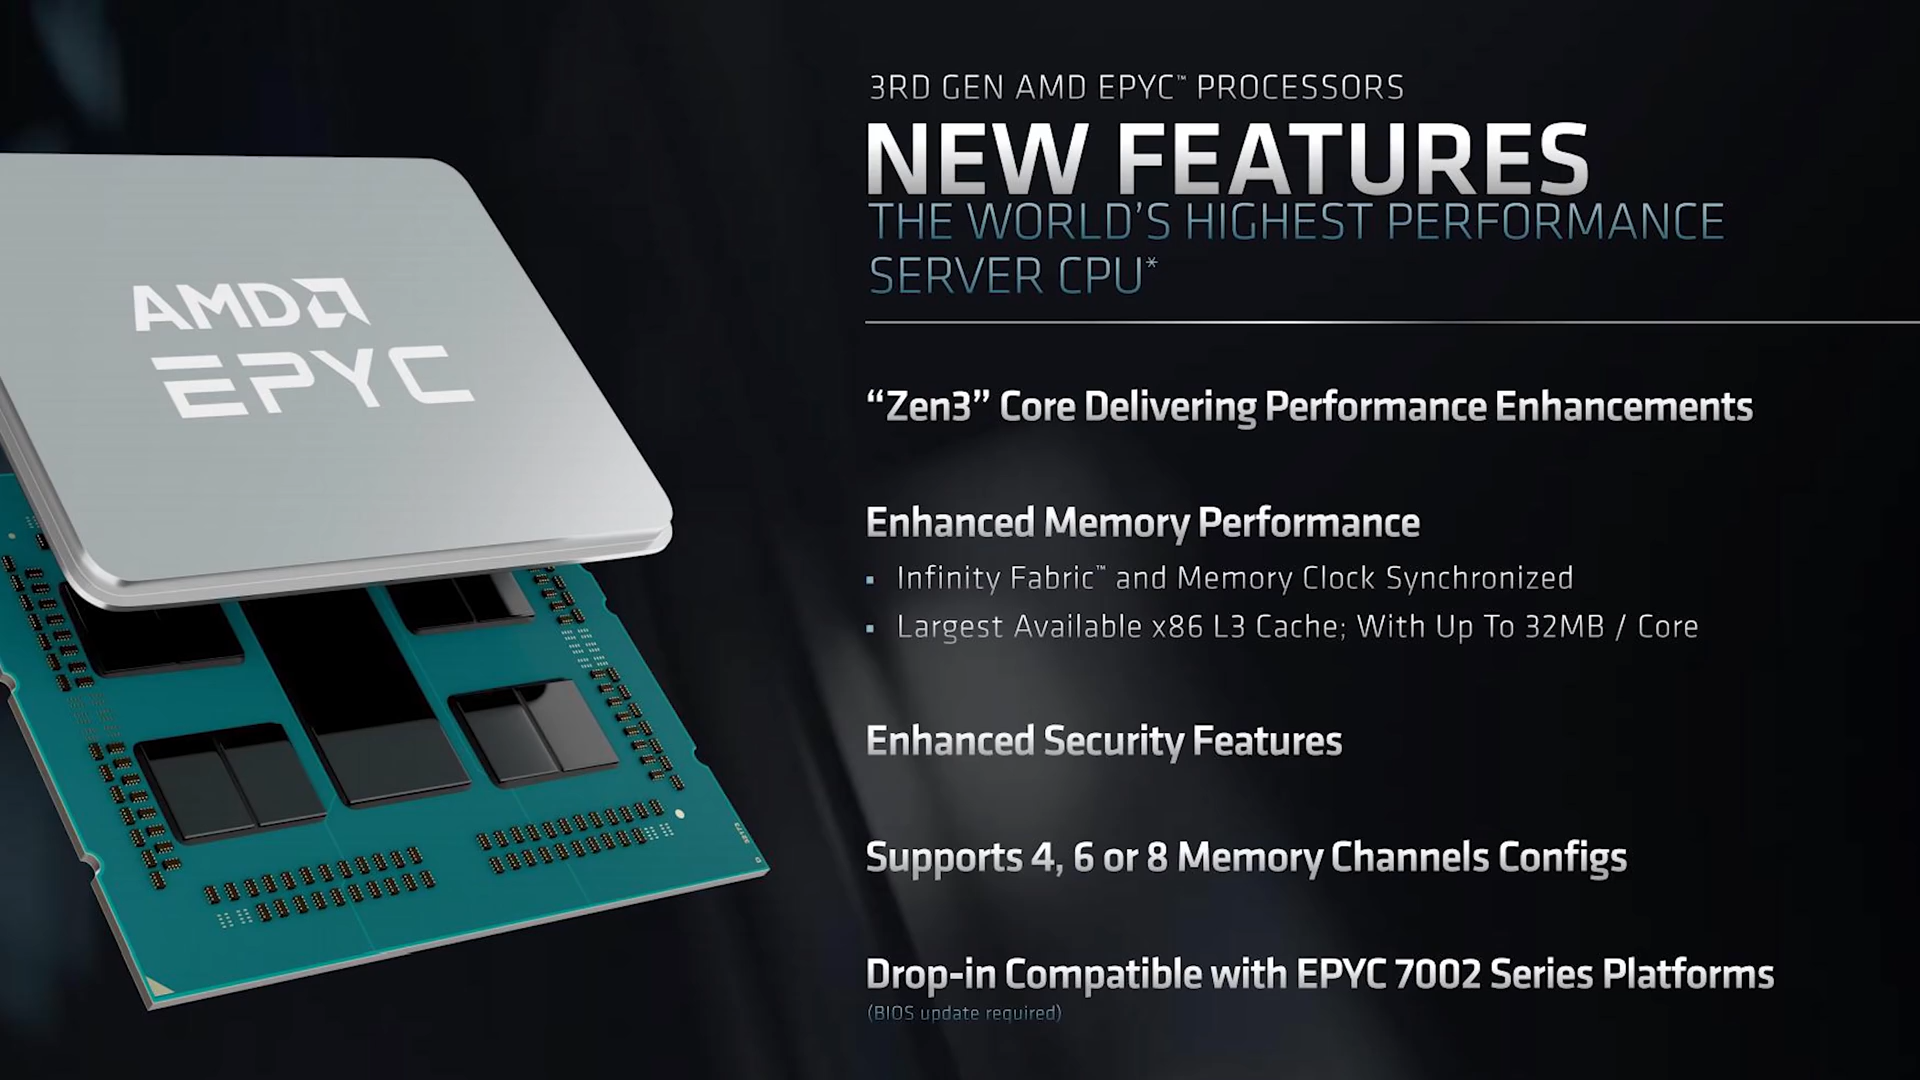 3RD GEN AMD EPYC™ PROCESSORS
NEW FEATURES
THE WORLD'S HIGHEST PERFORMANCE
SERVER CPU*
AMD
EPYC
“Zen3” Core Delivering Performance Enhancements
Enhanced Memory Performance
▪ Infinity Fabric™ and Memory Clock Synchronized
▪ Largest Available x86 L3 Cache; With Up To 32MB / Core
Enhanced Security Features
Supports 4, 6 or 8 Memory Channels Configs
Drop-in Compatible with EPYC 7002 Series Platforms
(BIOS update required)